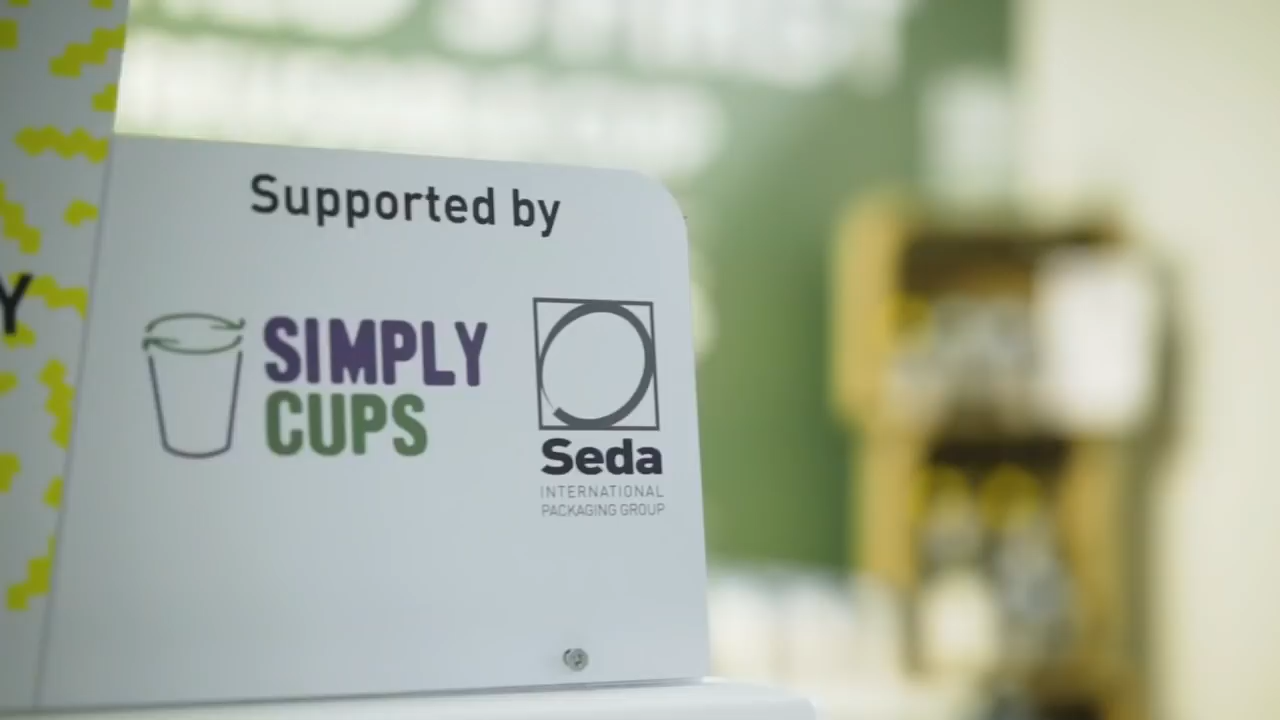 Supported by
SIMPLY
CUPS
Seda
INTERNATIONAL
PACKAGING GROUP
Y